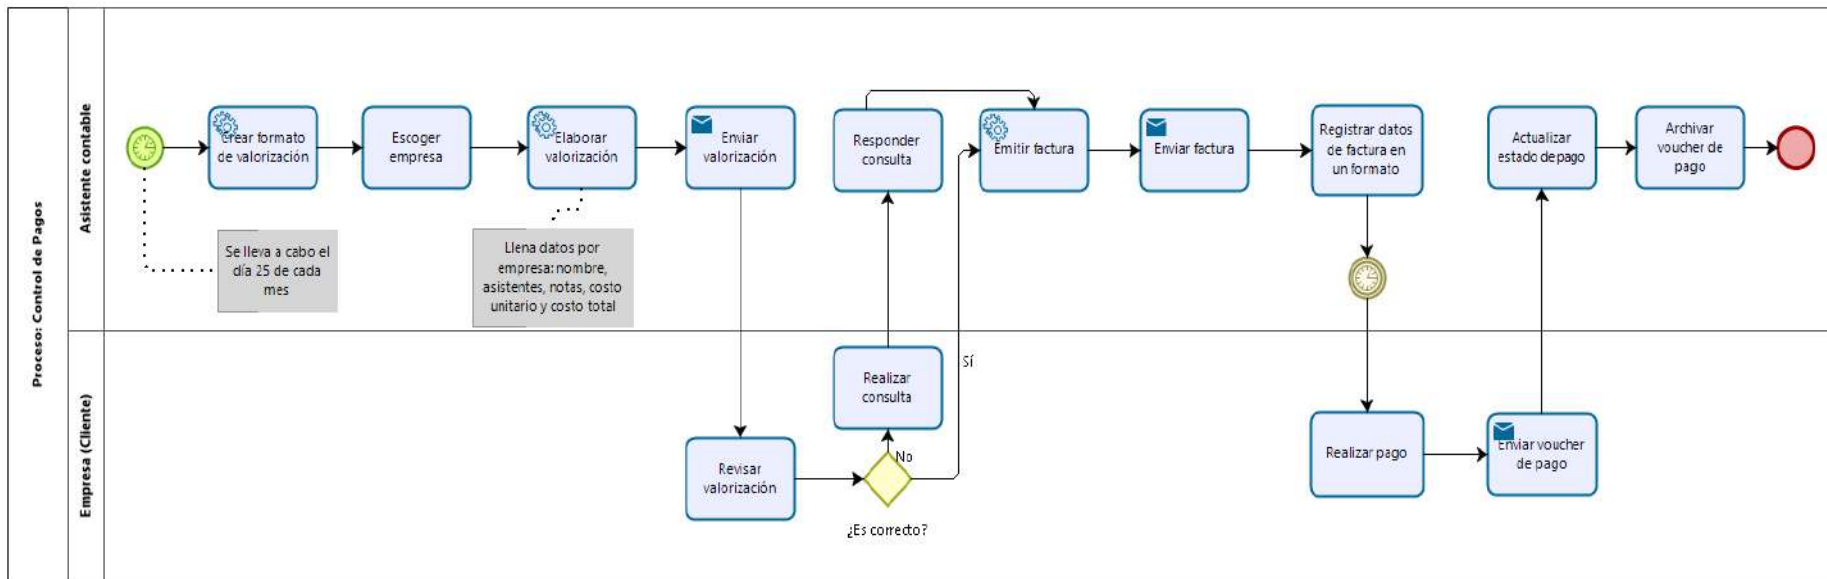 Proceso: Control de Pagos
Asistente contable
Crear formato
de valorización
Escoger
empresa
Elaborar
valorización
Enviar
valorización
Responder
consulta
Emitir factura
Enviar factura
Registrar datos
de factura en
un formato
Actualizar
estado de pago
Archivar
voucher de
pago
Se lleva a cabo el
día 25 de cada
mes
Llena datos por
empresa: nombre,
asistentes, notas, costo
unitario y costo total
Empresa (Cliente)
Realizar
consulta
Sí
No
Revisar
valorización
¿Es correcto?
Realizar pago
Enviar voucher
de pago